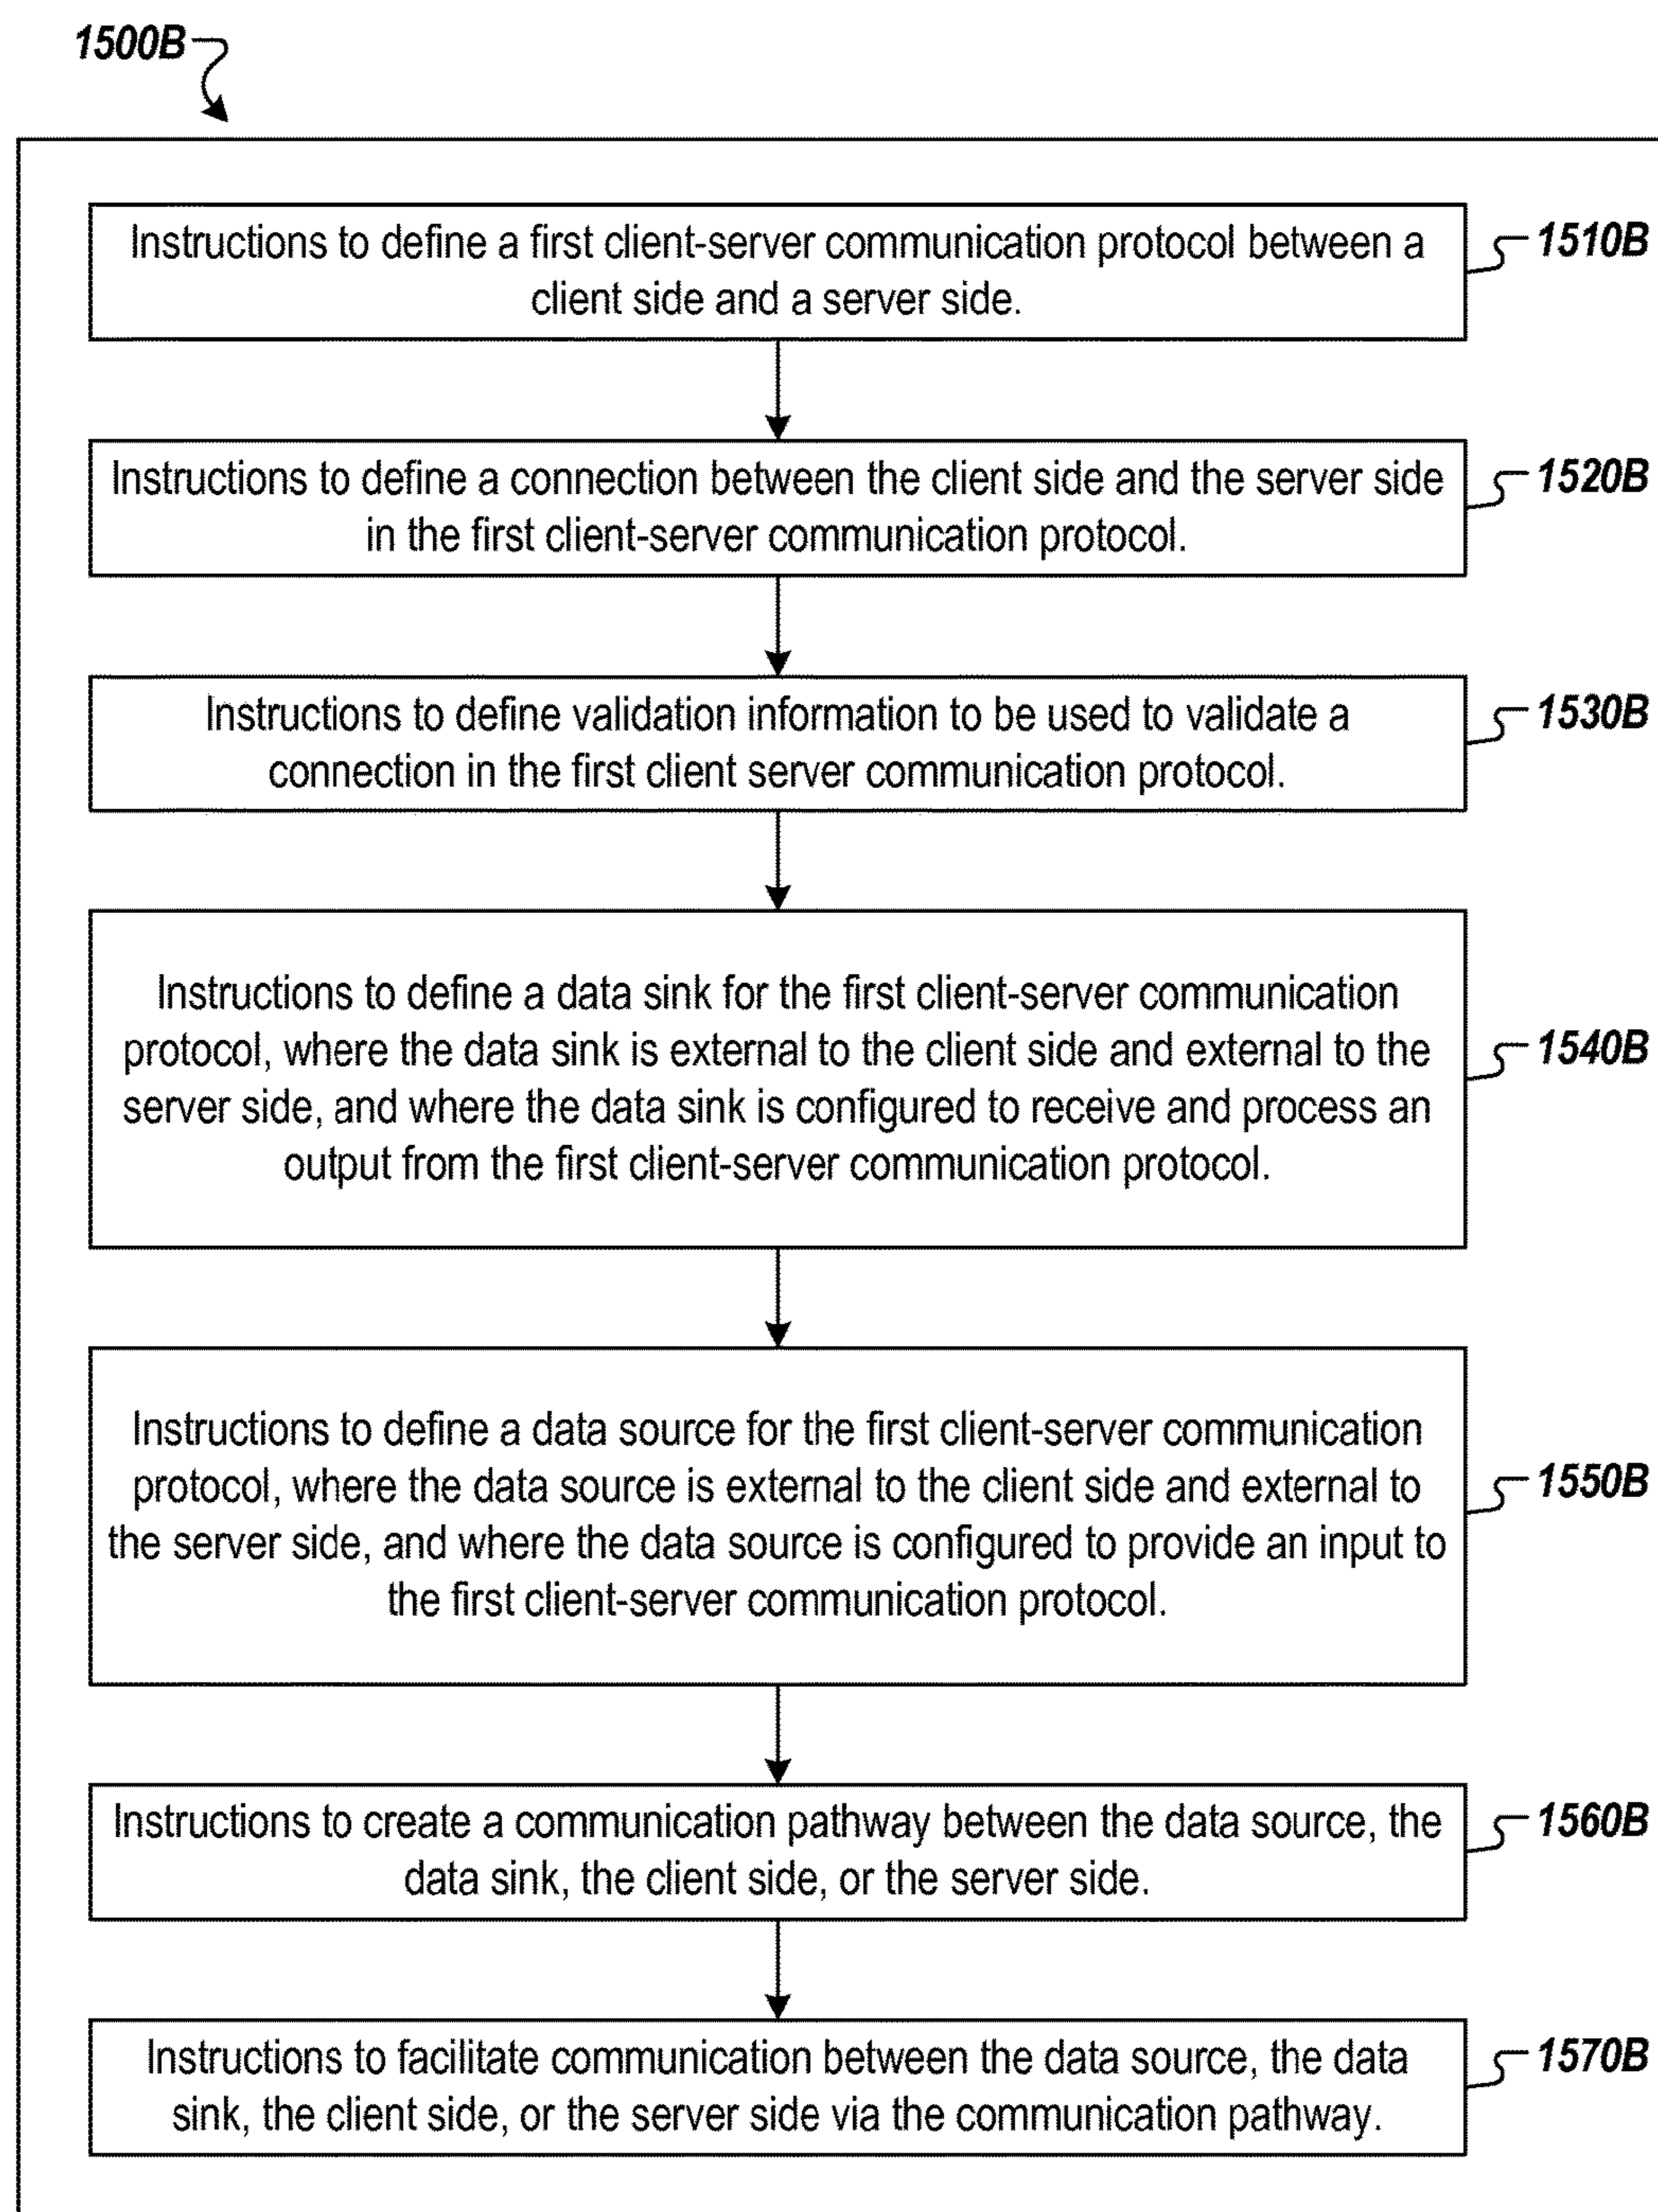 1500B
Instructions to define a first client-server communication protocol between a
client side and a server side.
1510B
Instructions to define a connection between the client side and the server side
in the first client-server communication protocol.
1520B
Instructions to define validation information to be used to validate a
connection in the first client server communication protocol.
1530B
Instructions to define a data sink for the first client-server communication
protocol, where the data sink is external to the client side and external to the
server side, and where the data sink is configured to receive and process an
output from the first client-server communication protocol.
1540B
Instructions to define a data source for the first client-server communication
protocol, where the data source is external to the client side and external to
the server side, and where the data source is configured to provide an input to
the first client-server communication protocol.
1550B
Instructions to create a communication pathway between the data source, the
data sink, the client side, or the server side.
1560B
Instructions to facilitate communication between the data source, the data
sink, the client side, or the server side via the communication pathway.
1570B